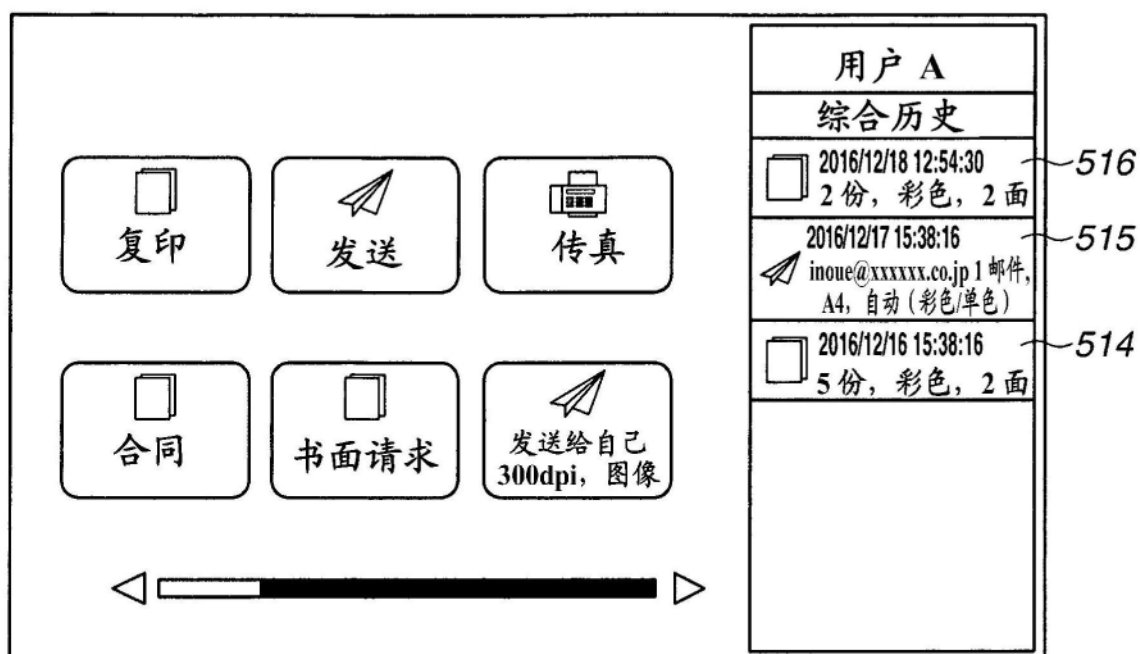 复印
发送
传真
合同
书面请求
发送给自己
300dpi，图像
用户 A
综合历史
2016/12/18 12:54:30
2 份，彩色，2 面
516
2016/12/17 15:38:16
inoue@xxxxxx.co.jp 1 邮件，
A4，自动（彩色/单色）
515
2016/12/16 15:38:16
5 份，彩色，2 面
514